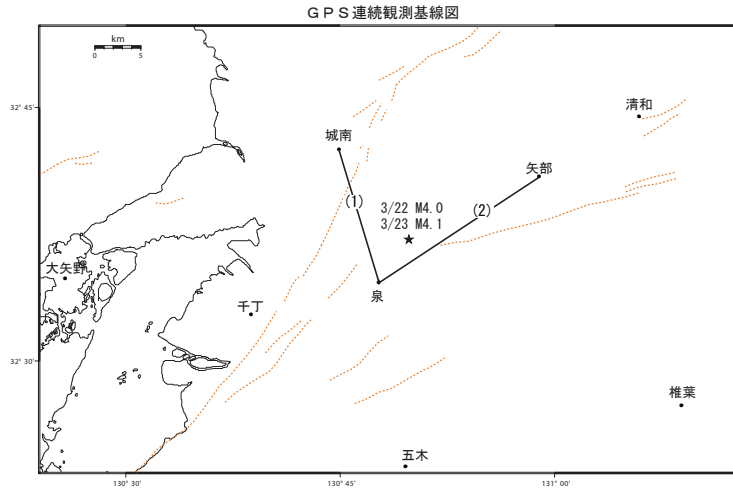 GPS連続観測基線図
km
0 5
32° 45'
清和
城南
矢部
(1)
3/22 M4.0
(2)
3/23 M4.1
大矢野
泉
千丁
32° 30'
椎葉
五木
130° 30'
130° 45'
131° 00'